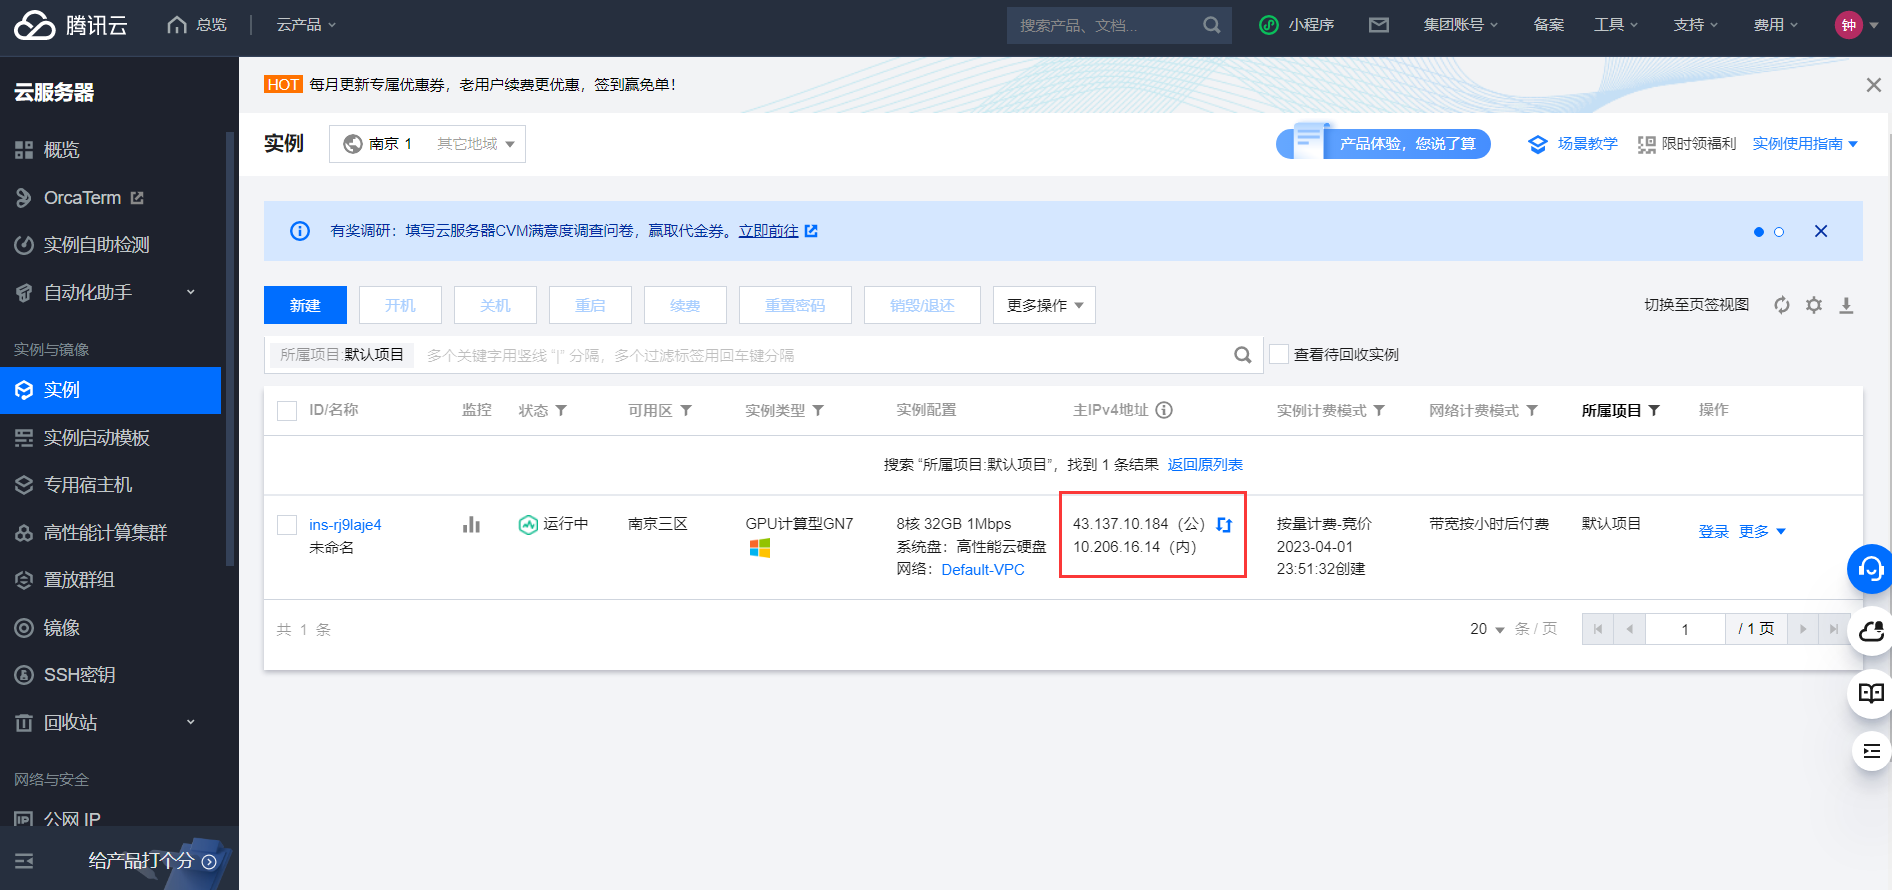 腾讯云
总览
云产品
搜索产品、文档...
小程序
集团账号
备案
工具
支持
费用
钟
云服务器
概览
OrcaTerm
实例自助检测
自动化助手
实例与镜像
实例
实例启动模板
专用宿主机
高性能计算集群
置放群组
镜像
SSH密钥
回收站
网络与安全
公网 IP
给产品打个分
HOT 每月更新专属优惠券，老用户续费更优惠，签到赢免单！
实例
南京 1 其它地域
产品体验，您说了算
场景教学
限时领福利
实例使用指南
有奖调研：填写云服务器CVM满意度调查问卷，赢取代金券。立即前往
新建 开机 关机 重启 续费 重置密码 销毁/退还 更多操作
切换至页签视图
所属项目:默认项目 多个关键字用竖线 "|" 分隔，多个过滤标签用回车键分隔
查看待回收实例
ID/名称 监控 状态 可用区 实例类型 实例配置 主IPv4地址 实例计费模式 网络计费模式 所属项目 操作
搜索 "所属项目:默认项目"，找到 1 条结果 返回原列表
ins-rj9laje4
未命名
运行中
南京三区
GPU计算型GN7
8核 32GB 1Mbps
系统盘：高性能云硬盘
网络：Default-VPC
43.137.10.184（公）
10.206.16.14（内）
按量计费-竞价
2023-04-01
23:51:32创建
带宽按小时后付费
默认项目
登录 更多
共 1 条
20 条 / 页
1 / 1 页